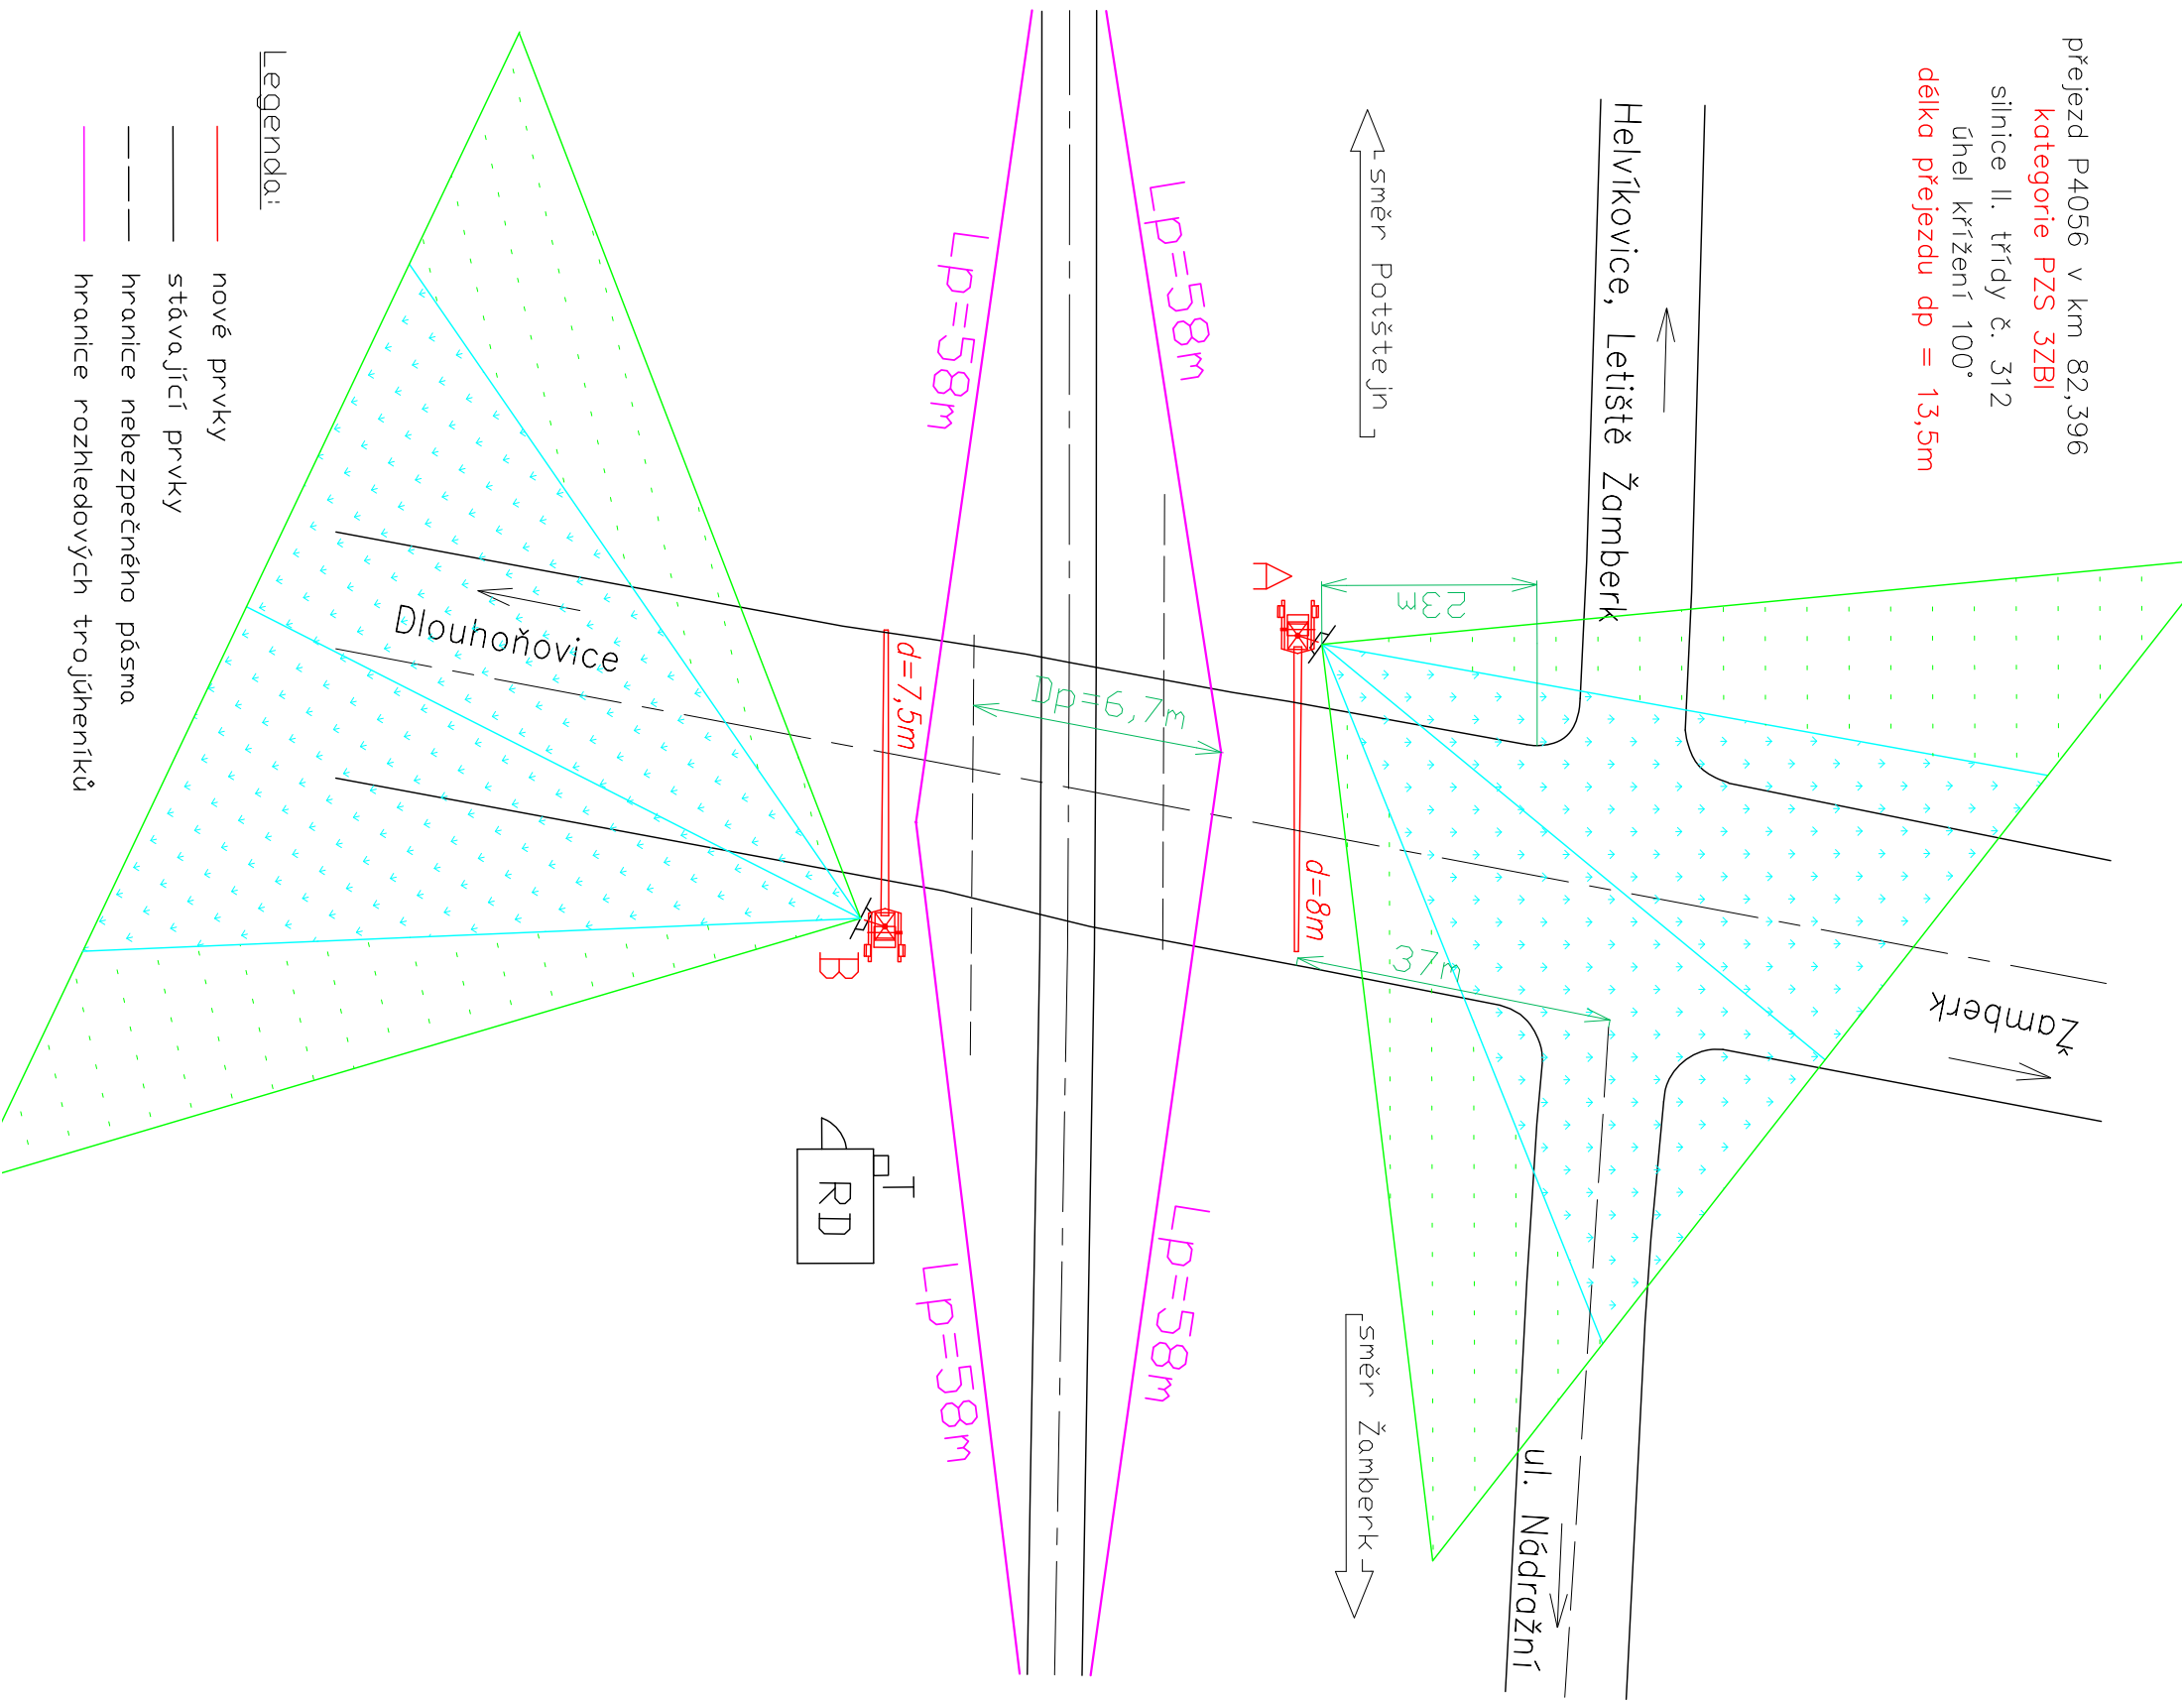 přejezd P4056 v km 82,396
kategorie PZS 3ZBI
silnice II. třídy č. 312
úhel křížení 100°
délka přejezdu dp = 13,5m
Helvíkovice, Letiště Žamberk
směr Potštejn
Lp=58m
Lp=58m
A
23m
d=8m
37m
Žamberk
Dp=6,7m
d=7,5m
Dlouhoňovice
B
T
RD
Lp=58m
Lp=58m
směr Žamberk
ul. Nádražní
Legenda:
nové prvky
stávající prvky
hranice nebezpečného pásma
hranice rozhledových trojúheníků